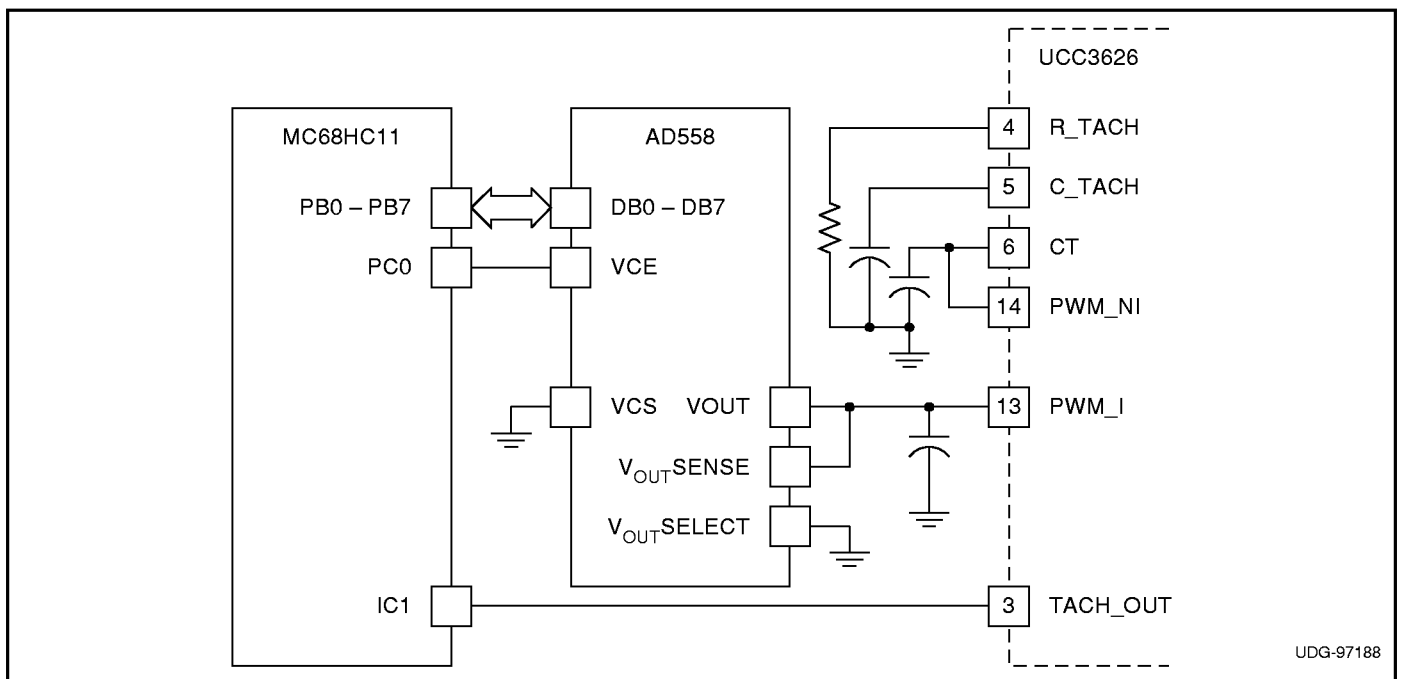 UCC3626
MC68HC11
AD558
4 R_TACH
5 C_TACH
PB0 – PB7
DB0 – DB7
6 CT
PC0
VCE
14 PWM_NI
VCS VOUT
13 PWM_I
VOUTSENSE
VOUTSELECT
IC1
3 TACH_OUT
UDG-97188